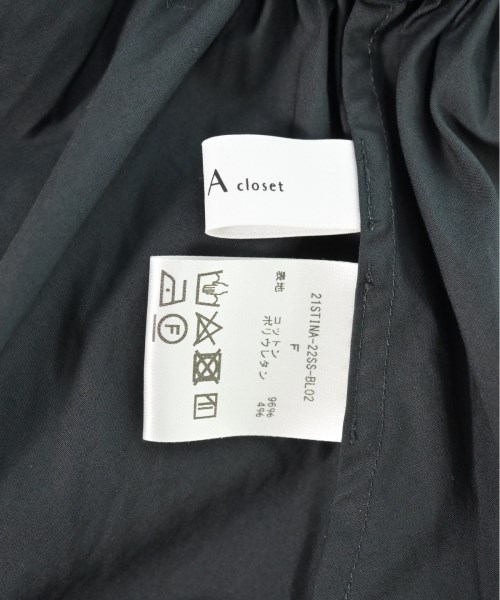 A closet
21STINA-22SS-BL02
F
表地
コットン 96%
ポリウレタン 4%
F